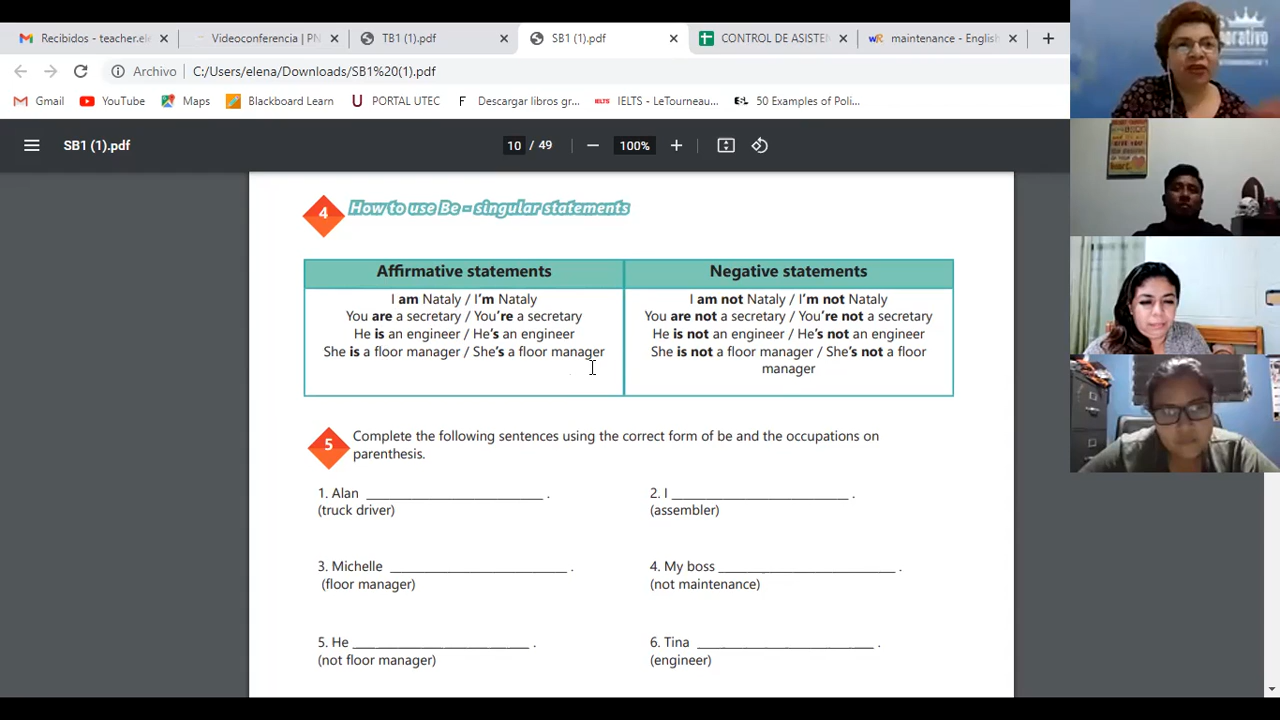 Recibidos - teacher.ele
Videoconferencia | PN
TB1 (1).pdf
SB1 (1).pdf
CONTROL DE ASISTEN
maintenance - English
Archivo
C:/Users/elena/Downloads/SB1%20(1).pdf
Gmail
YouTube
Maps
Blackboard Learn
PORTAL UTEC
Descargar libros gr...
IELTS - LeTourneau...
50 Examples of Poli...
SB1 (1).pdf
10 / 49
100%
4
How to use Be - singular statements
Affirmative statements
I am Nataly / I'm Nataly
You are a secretary / You're a secretary
He is an engineer / He's an engineer
She is a floor manager / She's a floor manager
Negative statements
I am not Nataly / I'm not Nataly
You are not a secretary / You're not a secretary
He is not an engineer / He's not an engineer
She is not a floor manager / She's not a floor
manager
5
Complete the following sentences using the correct form of be and the occupations on
parenthesis.
1. Alan ________________________ .
(truck driver)
2. I ________________________ .
(assembler)
3. Michelle ________________________ .
(floor manager)
4. My boss ________________________ .
(not maintenance)
5. He ________________________ .
(not floor manager)
6. Tina ________________________ .
(engineer)